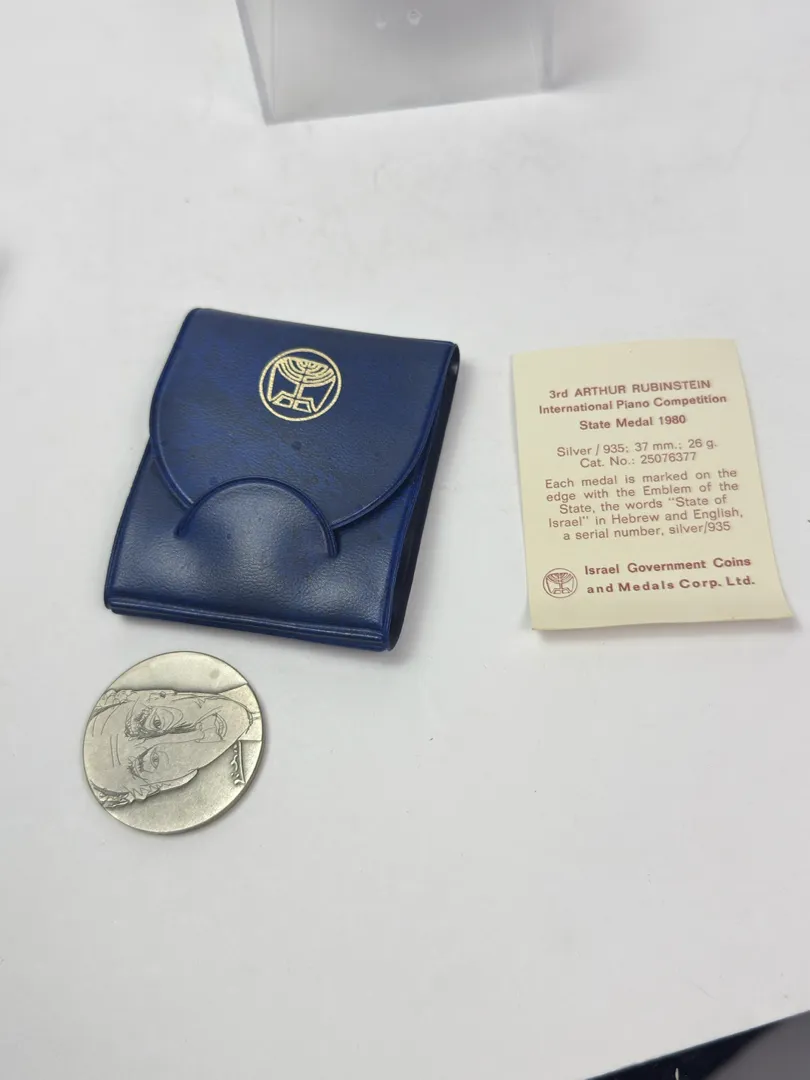 3rd ARTHUR RUBINSTEIN
International Piano Competition
State Medal 1980
Silver / 935; 37 mm.; 26 g.
Cat. No.: 25076377
Each medal is marked on the
edge with the Emblem of the
State, the words "State of
Israel" in Hebrew and English,
a serial number, silver/935
Israel Government Coins
and Medals Corp. Ltd.